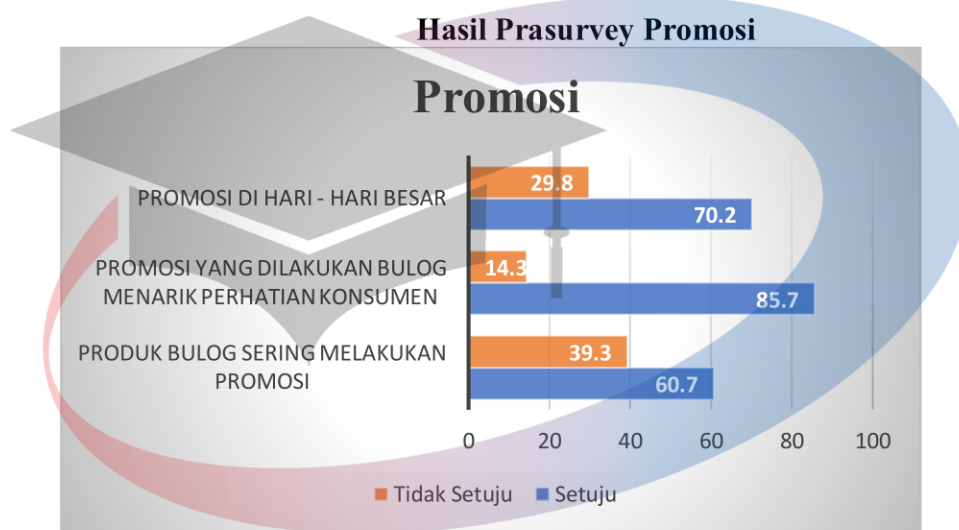 Hasil Prasurvey Promosi
Promosi
PROMOSI DI HARI - HARI BESAR
29.8
70.2
PROMOSI YANG DILAKUKAN BULOG
MENARIK PERHATIAN KONSUMEN
14.3
85.7
PRODUK BULOG SERING MELAKUKAN
PROMOSI
39.3
60.7
0 20 40 60 80 100
Tidak Setuju Setuju